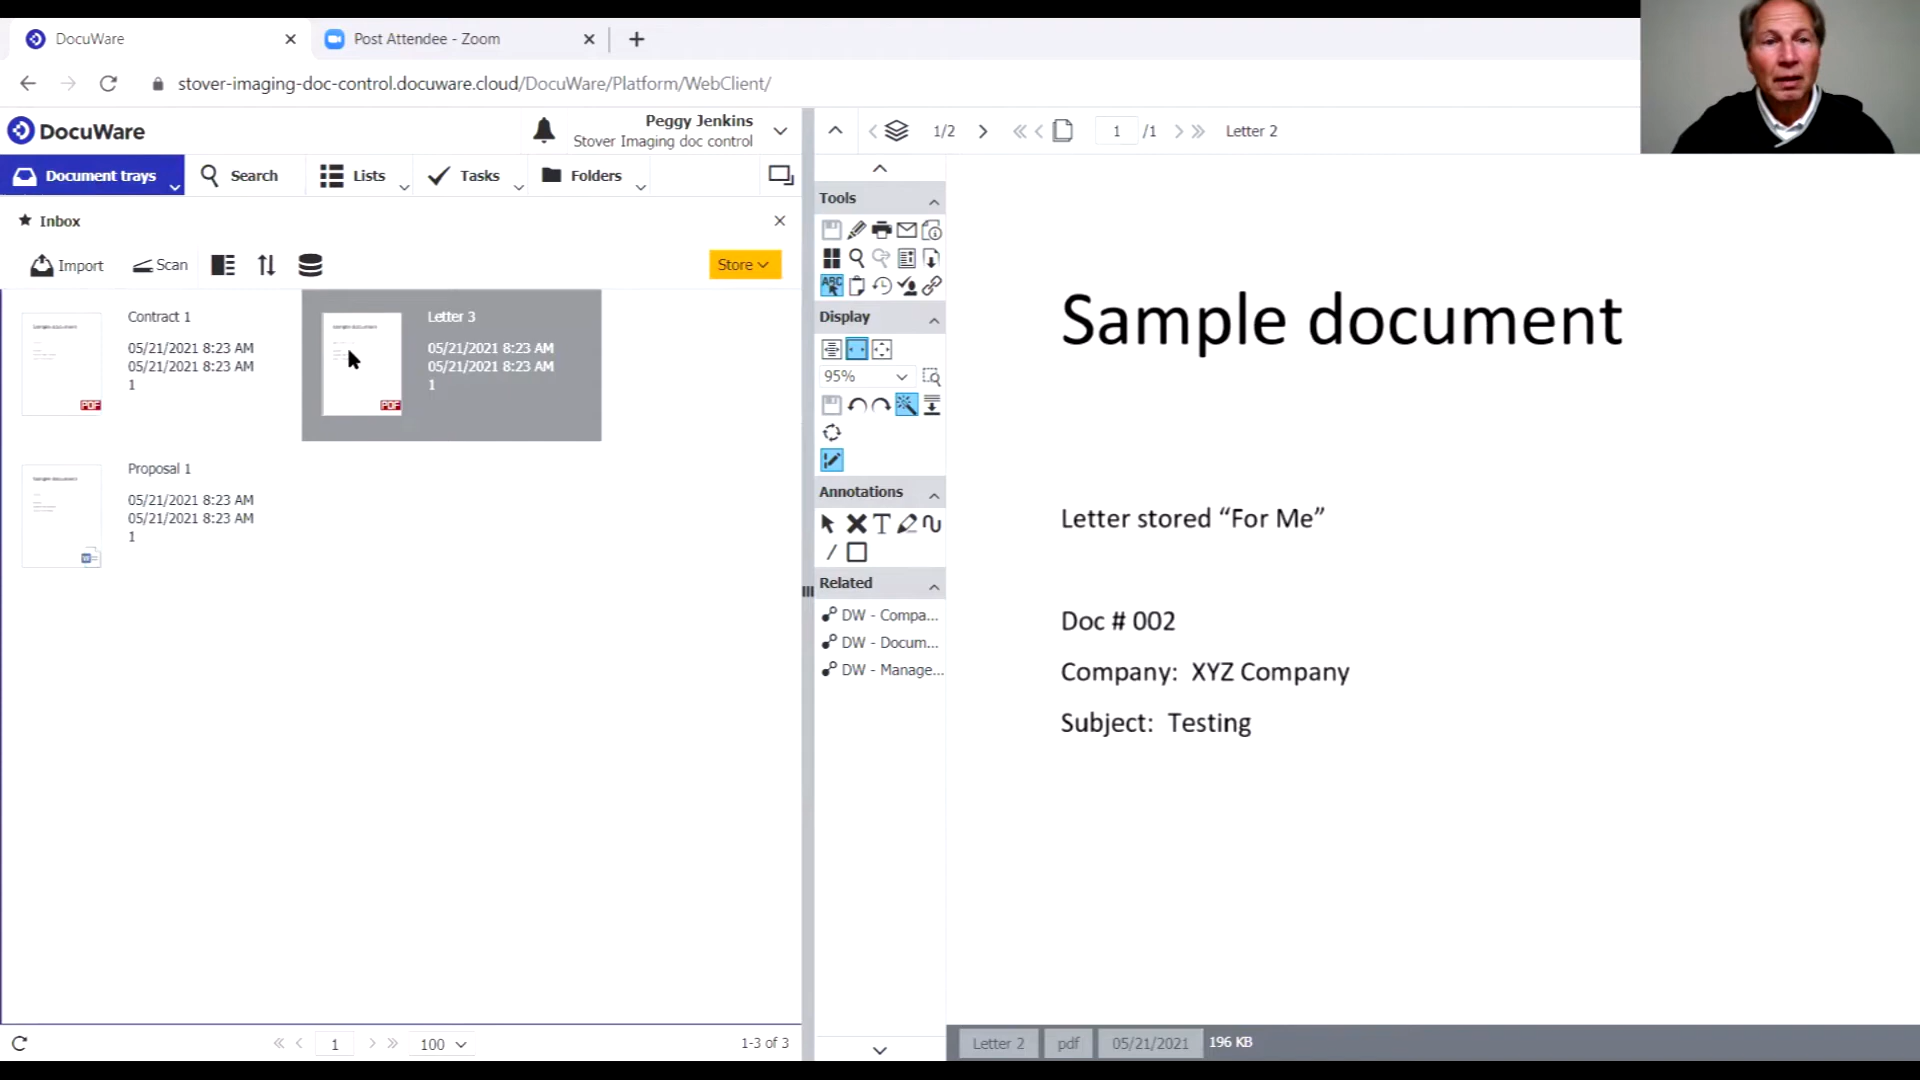 DocuWare
Post Attendee - Zoom
stover-imaging-doc-control.docuware.cloud/DocuWare/Platform/WebClient/
DocuWare
Peggy Jenkins
Stover Imaging doc control
Document trays
Search
Lists
Tasks
Folders
Inbox
Import
Scan
Store
Contract 1
05/21/2021 8:23 AM
05/21/2021 8:23 AM
1
PDF
Letter 3
05/21/2021 8:23 AM
05/21/2021 8:23 AM
1
PDF
Proposal 1
05/21/2021 8:23 AM
05/21/2021 8:23 AM
1
1
100
1-3 of 3
1/2
1 /1
Letter 2
Tools
ABC
Display
95%
Annotations
Related
DW - Compa...
DW - Docum...
DW - Manage...
Sample document
Letter stored “For Me”
Doc # 002
Company: XYZ Company
Subject: Testing
Letter 2
pdf
05/21/2021
196 KB